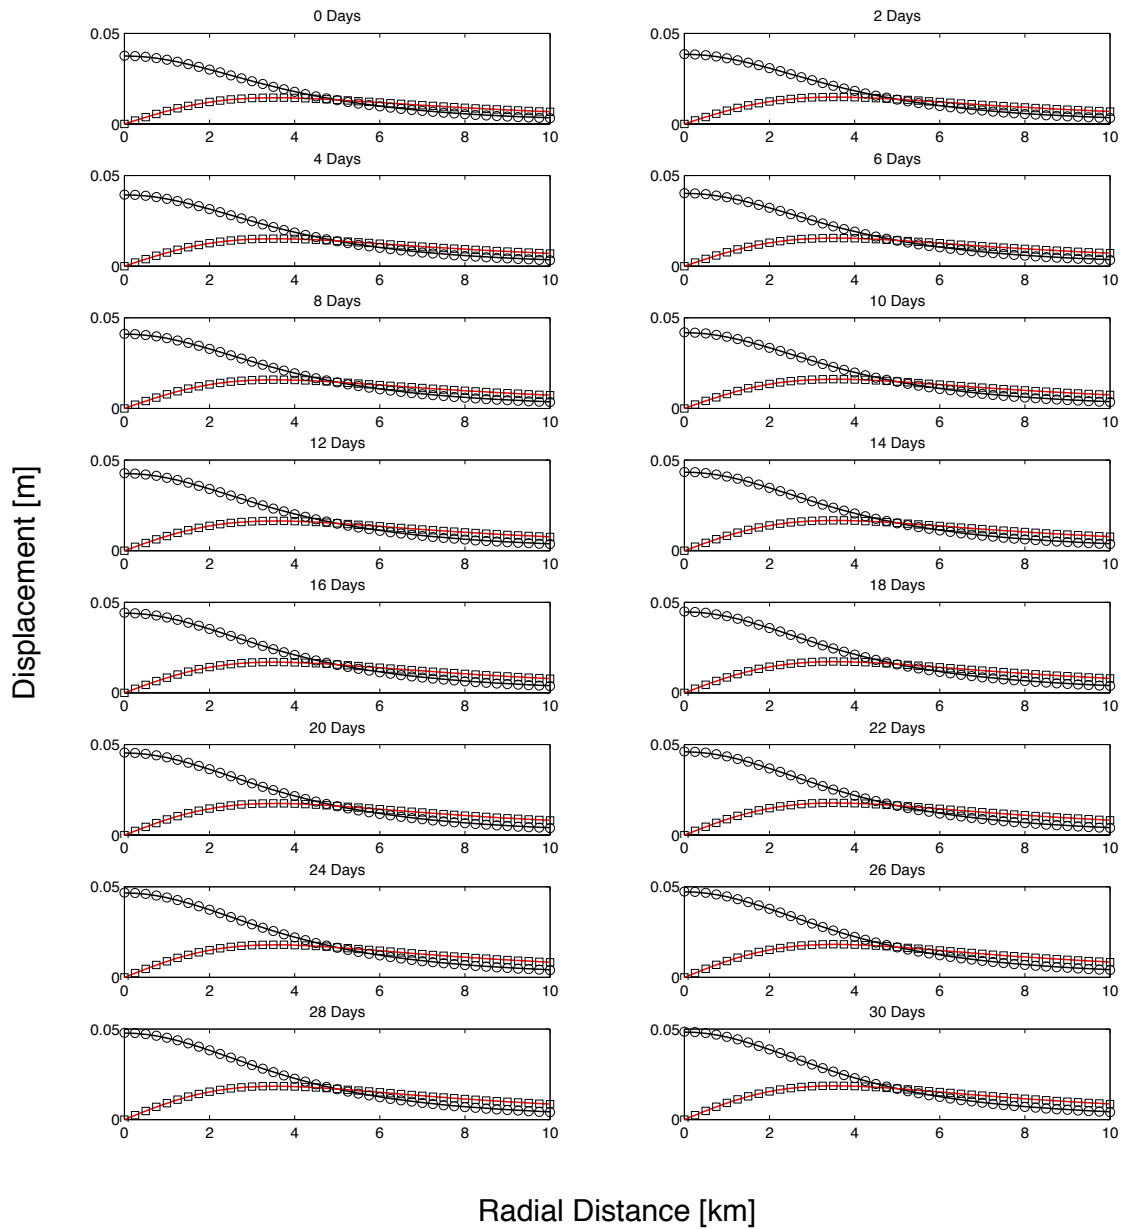 0 Days
0.05
0
0 2 4 6 8 10
2 Days
0.05
0
0 2 4 6 8 10
4 Days
0.05
0
0 2 4 6 8 10
6 Days
0.05
0
0 2 4 6 8 10
8 Days
0.05
0
0 2 4 6 8 10
10 Days
0.05
0
0 2 4 6 8 10
12 Days
0.05
0
0 2 4 6 8 10
14 Days
0.05
0
0 2 4 6 8 10
16 Days
0.05
0
0 2 4 6 8 10
18 Days
0.05
0
0 2 4 6 8 10
20 Days
0.05
0
0 2 4 6 8 10
22 Days
0.05
0
0 2 4 6 8 10
24 Days
0.05
0
0 2 4 6 8 10
26 Days
0.05
0
0 2 4 6 8 10
28 Days
0.05
0
0 2 4 6 8 10
30 Days
0.05
0
0 2 4 6 8 10
Displacement [m]
Radial Distance [km]